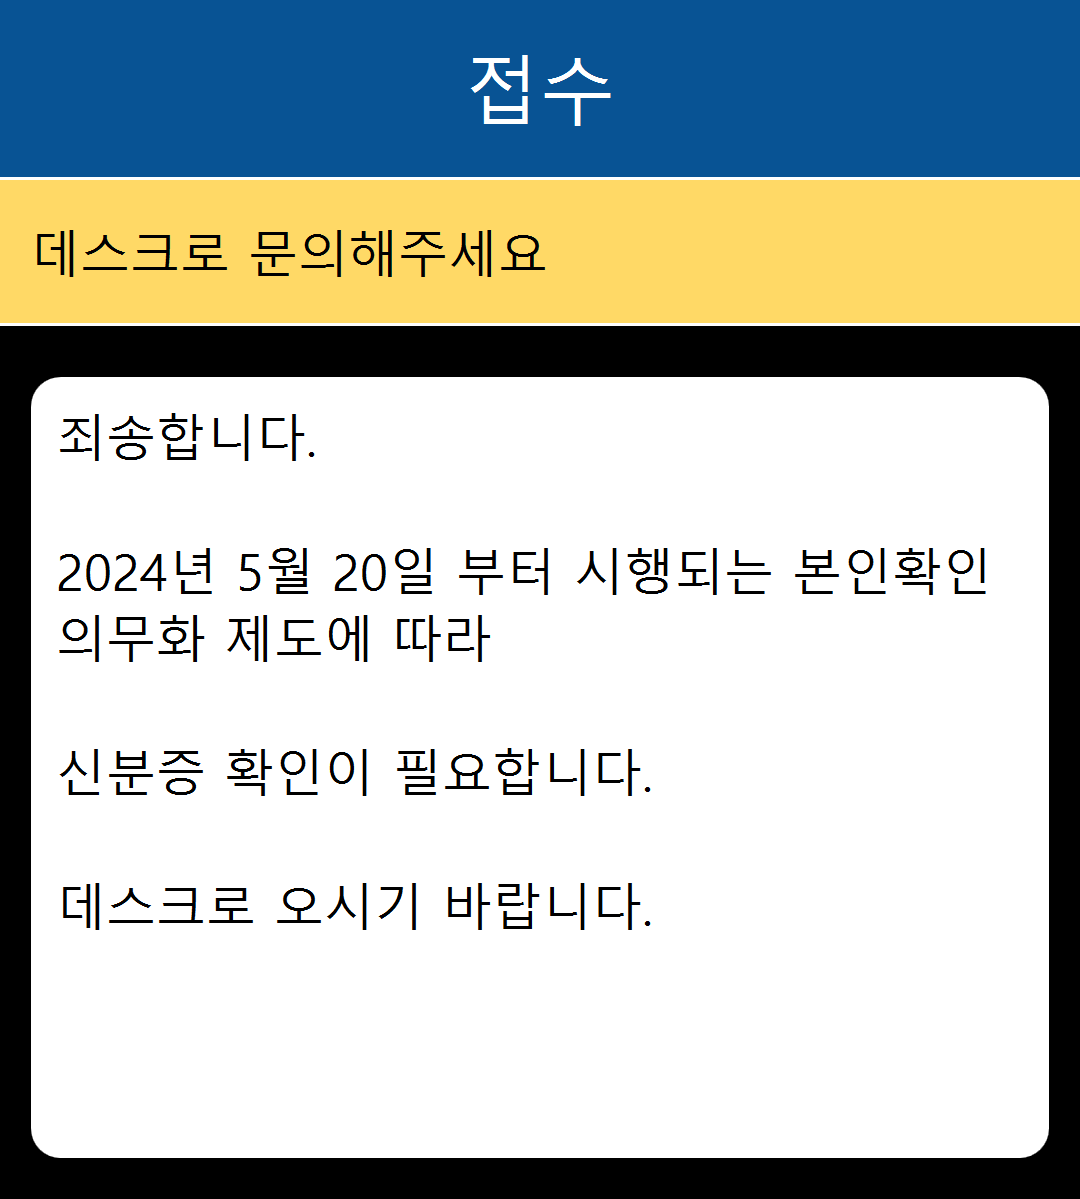 접수
데스크로 문의해주세요
죄송합니다.
2024년 5월 20일 부터 시행되는 본인확인
의무화 제도에 따라
신분증 확인이 필요합니다.
데스크로 오시기 바랍니다.